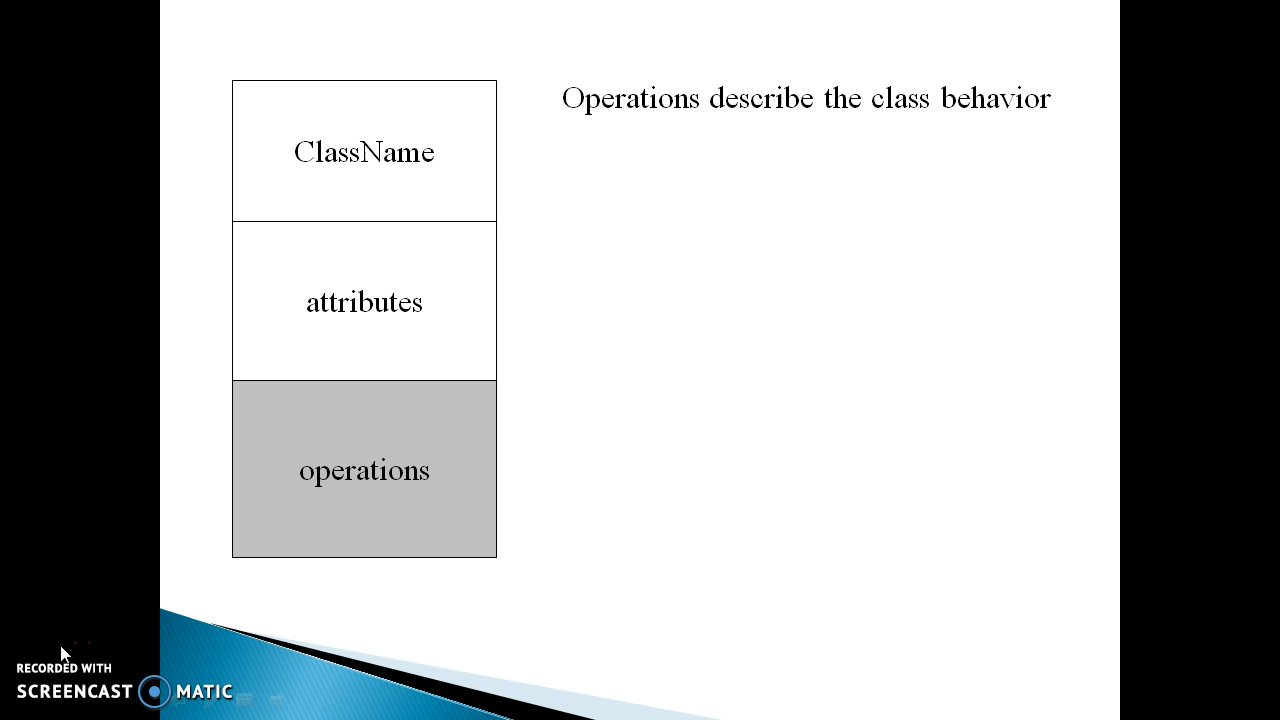 Operations describe the class behavior
ClassName
attributes
operations
RECORDED WITH
SCREENCAST MATIC